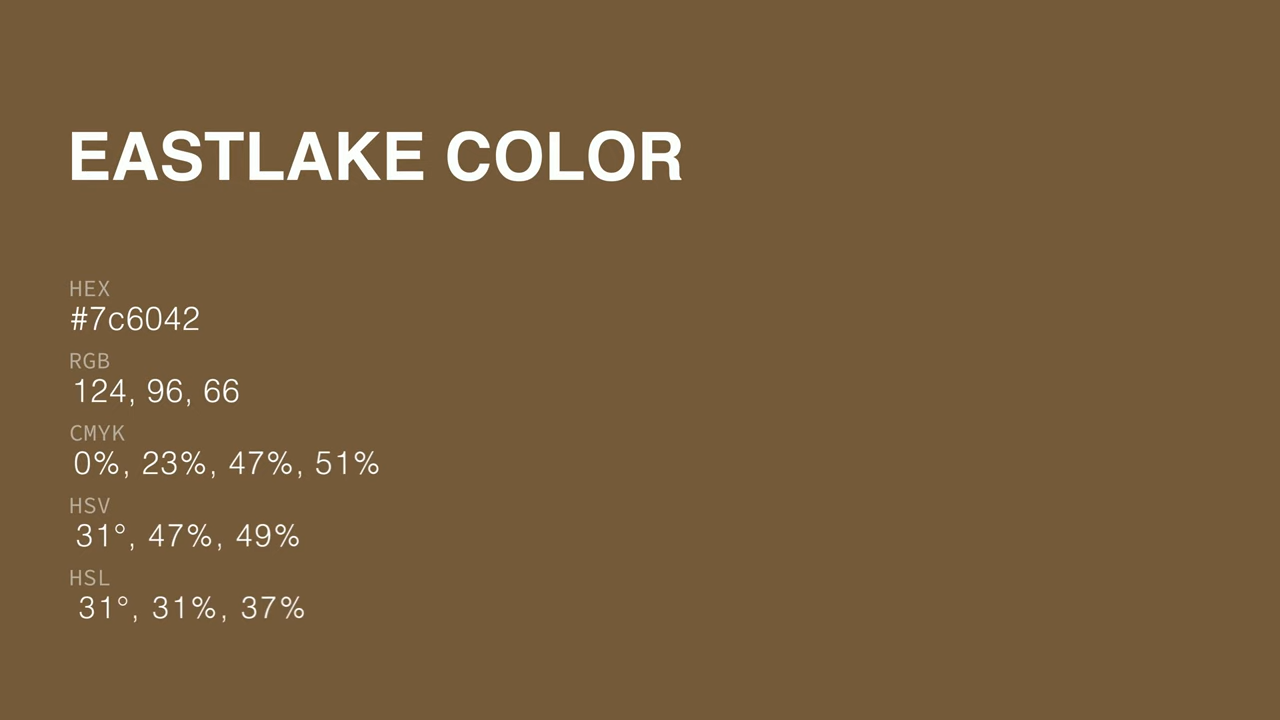 EASTLAKE COLOR
HEX
#7c6042
RGB
124, 96, 66
CMYK
0%, 23%, 47%, 51%
HSV
31°, 47%, 49%
HSL
31°, 31%, 37%